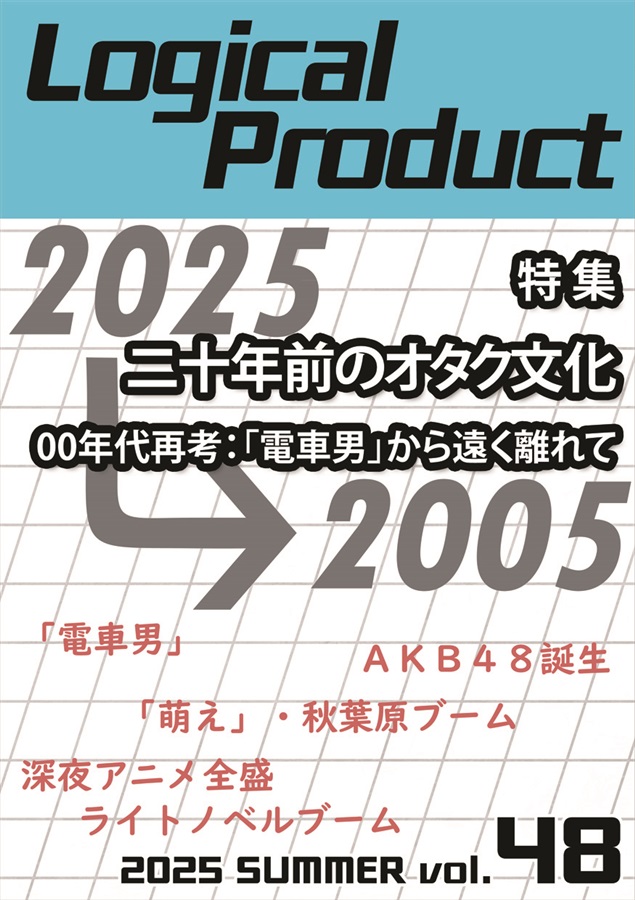 Logical
Product
2025
特集
二十年前のオタク文化
00年代再考：「電車男」から遠く離れて
2005
「電車男」
ＡＫＢ４８誕生
「萌え」・秋葉原ブーム
深夜アニメ全盛
ライトノベルブーム
2025 SUMMER vol.48